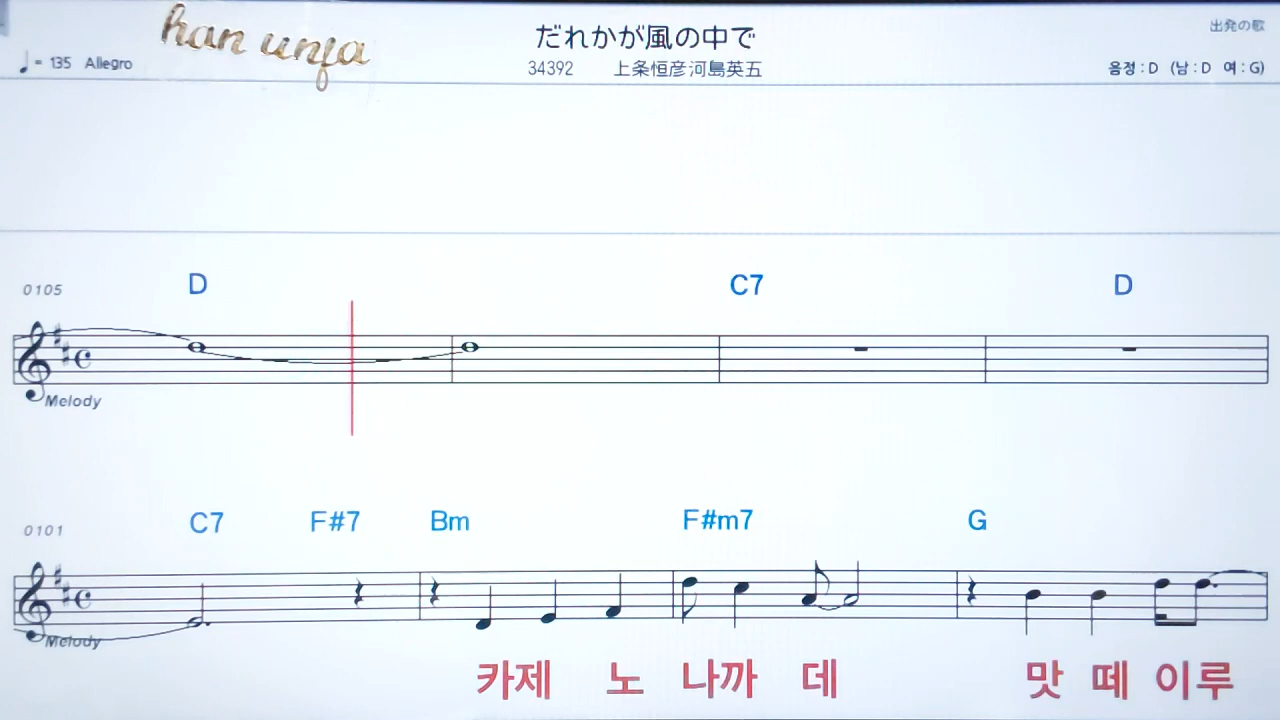 han unja
だれかが風の中で
出発の歌
♩= 135 Allegro
34392 上条恒彦河島英五
음정 : D (남 : D 여 : G)
0105 D C7 D
Melody
0101 C7 F#7 Bm F#m7 G
Melody
카제 노 나까 데 맛 떼 이루